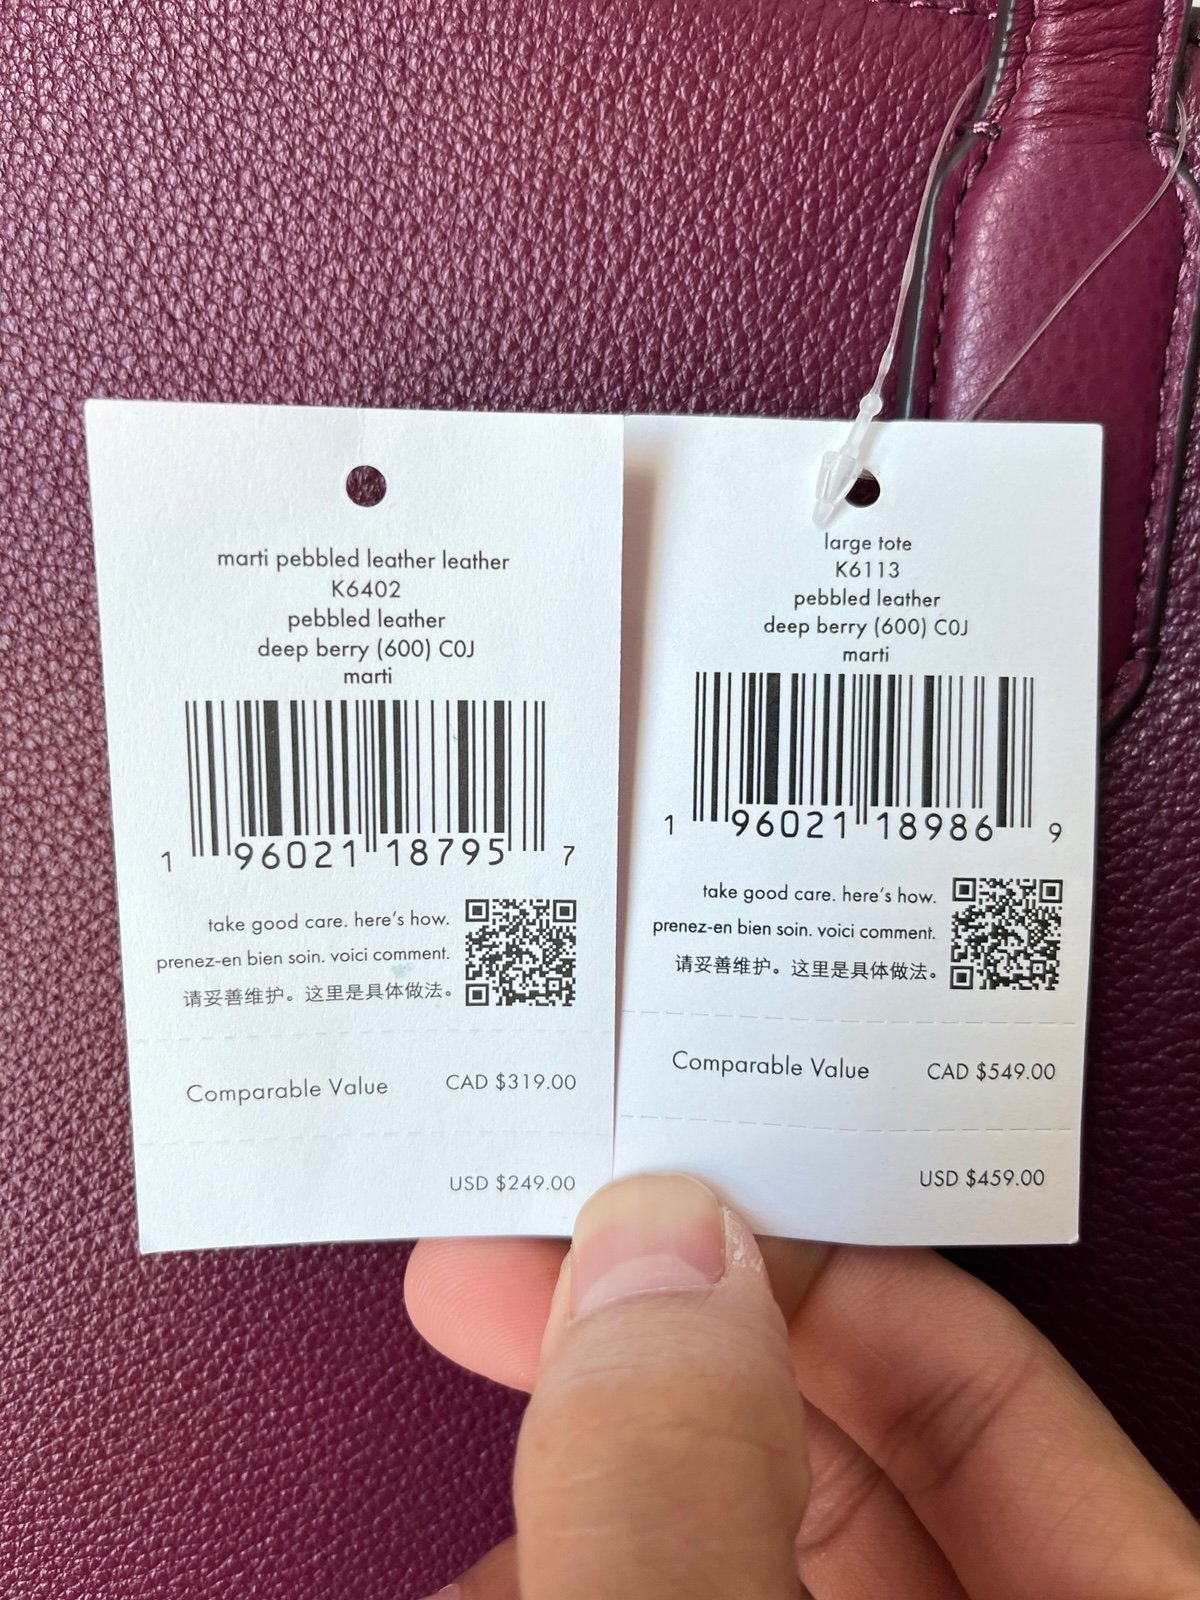 marti pebbled leather leather
K6402
pebbled leather
deep berry (600) C0J
marti
1 96021 18795 7
take good care. here's how.
prenez-en bien soin. voici comment.
请妥善维护。这里是具体做法。
Comparable Value CAD $319.00
USD $249.00
large tote
K6113
pebbled leather
deep berry (600) C0J
marti
1 96021 18986 9
take good care. here's how.
prenez-en bien soin. voici comment.
请妥善维护。这里是具体做法。
Comparable Value CAD $549.00
USD $459.00